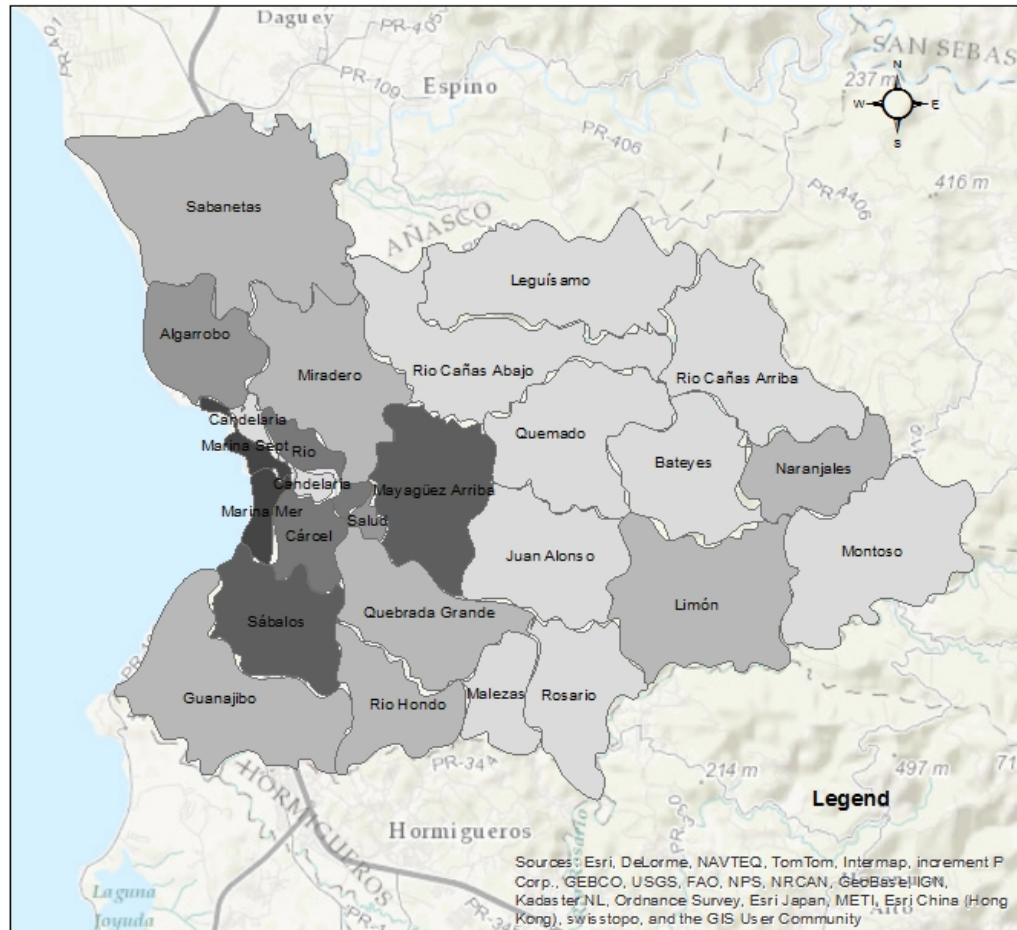 Daguey
PR-405
PR-401
PR-109
Espino
SAN SEBAS
N
237 m
W
E
S
PR-406
PR-4406
416 m
Sabanetas
AÑASCO
Leguísamo
Algarrobo
Miradero
Rio Cañas Abajo
Rio Cañas Arriba
Candelaria
Quemado
Marina Sept
Rio
Bateyes
Naranjales
Candelaria
Mayagüez Arriba
Marina Mer
Salud
Cárcel
Juan Alonso
Montoso
Limón
Quebrada Grande
Sábalos
Guanajibo
Rio Hondo
Malezas
Rosario
PR-344
214 m
497 m
Legend
HORMIGUEROS
Hormigueros
Laguna
Joyuda
PR-345
Sources: Esri, DeLorme, NAVTEQ, TomTom, Intermap, increment P
Corp., GEBCO, USGS, FAO, NPS, NRCAN, GeoBase, IGN,
Kadaster NL, Ordnance Survey, Esri Japan, METI, Esri China (Hong
Kong), swisstopo, and the GIS User Community